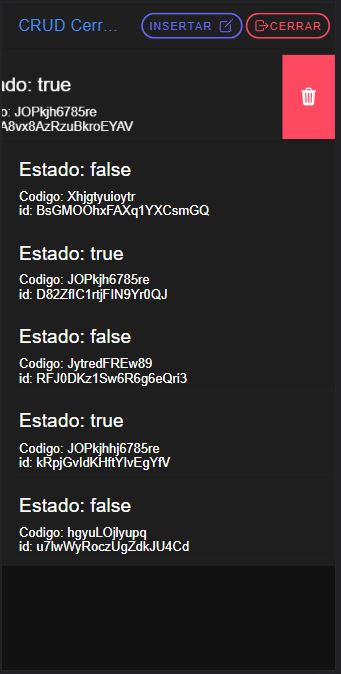 CRUD Cerr...
INSERTAR
CERRAR
ado: true
o: JOPkjh6785re
A8vx8AzRzuBkroEYAV
Estado: false
Codigo: Xhjgtyuioytr
id: BsGMOOhxFAXq1YXCsmGQ
Estado: true
Codigo: JOPkjh6785re
id: D82ZfIC1rtjFIN9Yr0QJ
Estado: false
Codigo: JytredFREw89
id: RFJ0DKz1Sw6R6g6eQri3
Estado: true
Codigo: JOPkjhhj6785re
id: kRpjGvIdKHftYIvEgYfV
Estado: false
Codigo: hgyuLOjlyupq
id: u7IwWyRoczUgZdkJU4Cd